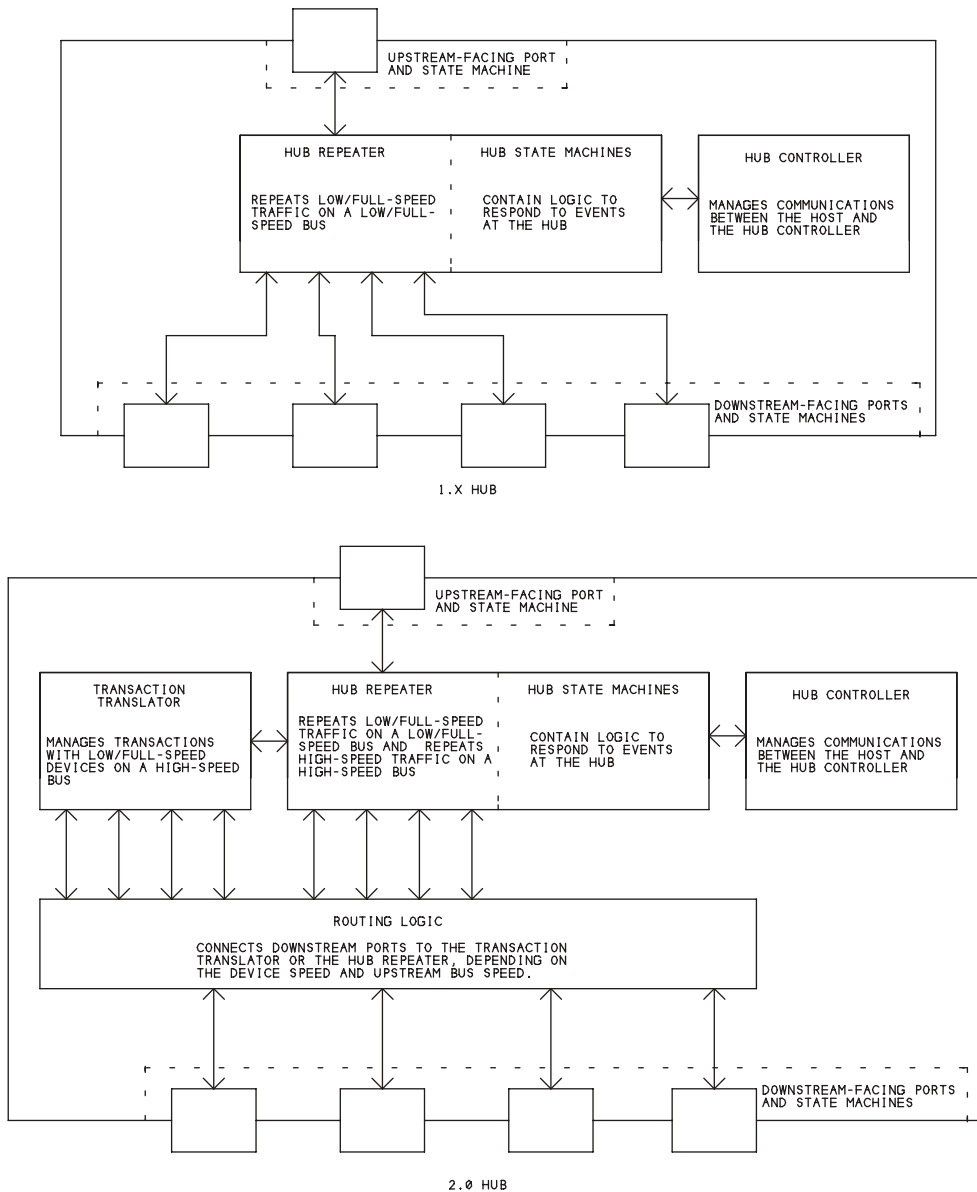 UPSTREAM-FACING PORT
AND STATE MACHINE
HUB REPEATER
REPEATS LOW/FULL-SPEED
TRAFFIC ON A LOW/FULL-
SPEED BUS
HUB STATE MACHINES
CONTAIN LOGIC TO
RESPOND TO EVENTS
AT THE HUB
HUB CONTROLLER
MANAGES COMMUNICATIONS
BETWEEN THE HOST AND
THE HUB CONTROLLER
DOWNSTREAM-FACING PORTS
AND STATE MACHINES
1.X HUB
UPSTREAM-FACING PORT
AND STATE MACHINE
TRANSACTION
TRANSLATOR
MANAGES TRANSACTIONS
WITH LOW/FULL-SPEED
DEVICES ON A HIGH-SPEED
BUS
HUB REPEATER
REPEATS LOW/FULL-SPEED
TRAFFIC ON A LOW/FULL-
SPEED BUS AND REPEATS
HIGH-SPEED TRAFFIC ON A
HIGH-SPEED BUS
HUB STATE MACHINES
CONTAIN LOGIC TO
RESPOND TO EVENTS
AT THE HUB
HUB CONTROLLER
MANAGES COMMUNICATIONS
BETWEEN THE HOST AND
THE HUB CONTROLLER
ROUTING LOGIC
CONNECTS DOWNSTREAM PORTS TO THE TRANSACTION
TRANSLATOR OR THE HUB REPEATER, DEPENDING ON
THE DEVICE SPEED AND UPSTREAM BUS SPEED.
DOWNSTREAM-FACING PORTS
AND STATE MACHINES
2.0 HUB